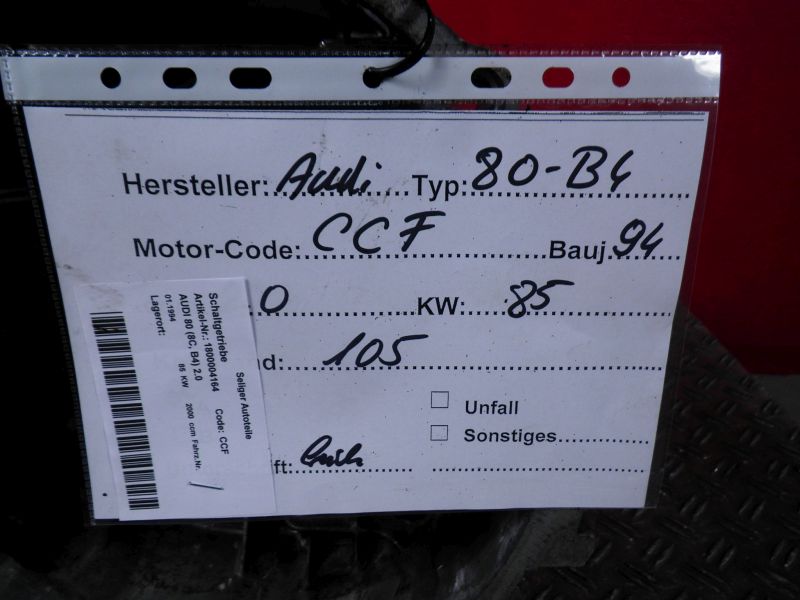 Hersteller: Audi Typ: 80-B4
Motor-Code: CCF Bauj. 94
0 KW: 85
nd: 105
Unfall
Sonstiges
ft:
Seliger Autoteile
Schaltgetriebe
Artikel-Nr.: 1800004164 Code: CCF
AUDI 80 (8C, B4) 2.0
85 KW 2000 ccm Fahrz.Nr.
01.1994
Lagerort: